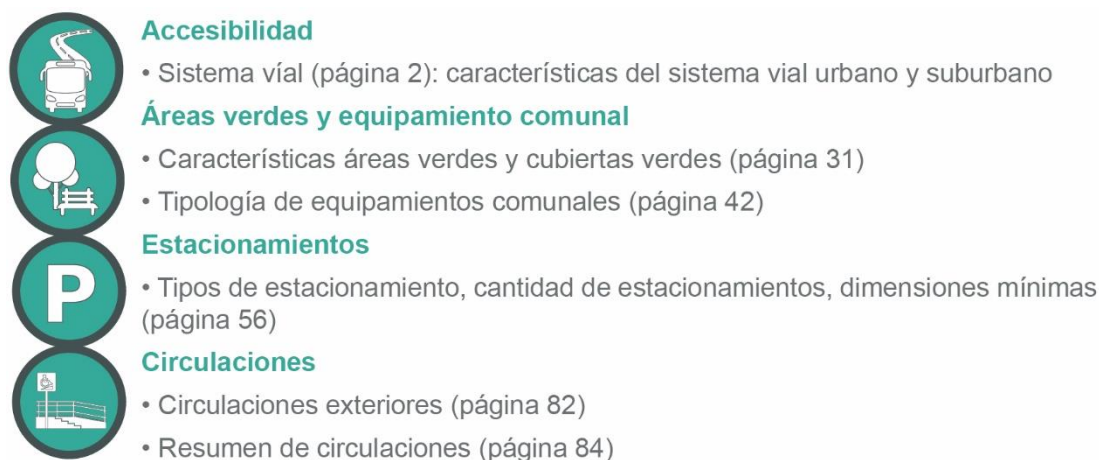 Accesibilidad
• Sistema víal (página 2): características del sistema vial urbano y suburbano
Áreas verdes y equipamiento comunal
• Características áreas verdes y cubiertas verdes (página 31)
• Tipología de equipamientos comunales (página 42)
Estacionamientos
P
• Tipos de estacionamiento, cantidad de estacionamientos, dimensiones mínimas
(página 56)
Circulaciones
• Circulaciones exteriores (página 82)
• Resumen de circulaciones (página 84)